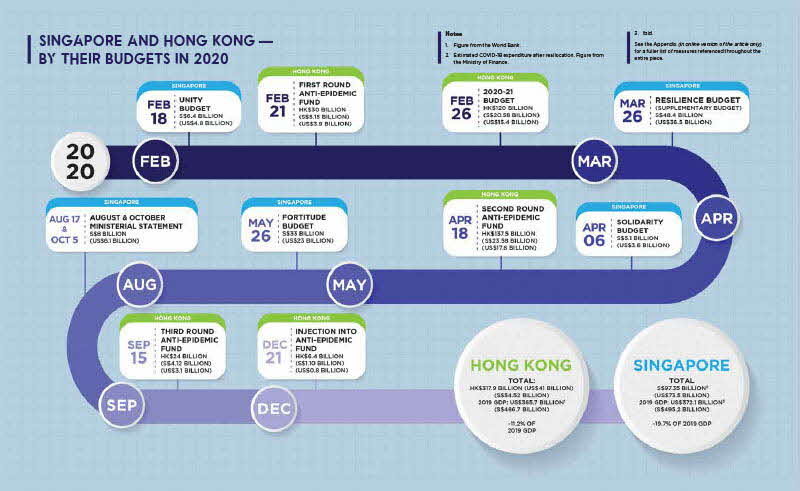 SINGAPORE AND HONG KONG —
BY THEIR BUDGETS IN 2020
Notes
1. Figure from the World Bank.
2. Estimated COVID-19 expenditure after reallocation. Figure from
the Ministry of Finance.
3. Ibid.
See the Appendix (in online version of the article only)
for a fuller list of measures referenced throughout the
entire piece.
SINGAPORE
FEB
18
UNITY
BUDGET
S$6.4 BILLION
(US$4.8 BILLION)
HONG KONG
FEB
21
FIRST ROUND
ANTI-EPIDEMIC
FUND
HK$30 BILLION
(S$5.15 BILLION)
(US$3.9 BILLION)
HONG KONG
FEB
26
2020-21
BUDGET
HK$120 BILLION
(S$20.58 BILLION)
(US$15.4 BILLION)
SINGAPORE
MAR
26
RESILIENCE BUDGET
(SUPPLEMENTARY BUDGET)
S$48.4 BILLION
(US$36.5 BILLION)
20
20
FEB
MAR
APR
SINGAPORE
AUG 17
&
OCT 5
AUGUST & OCTOBER
MINISTERIAL STATEMENT
S$8 BILLION
(US$6.1 BILLION)
SINGAPORE
MAY
26
FORTITUDE
BUDGET
S$33 BILLION
(US$23 BILLION)
HONG KONG
APR
18
SECOND ROUND
ANTI-EPIDEMIC
FUND
HK$137.5 BILLION
(S$23.58 BILLION)
(US$17.8 BILLION)
SINGAPORE
APR
06
SOLIDARITY
BUDGET
S$5.1 BILLION
(US$3.8 BILLION)
AUG
MAY
HONG KONG
SEP
15
THIRD ROUND
ANTI-EPIDEMIC
FUND
HK$24 BILLION
(S$4.12 BILLION)
(US$3.1 BILLION)
HONG KONG
DEC
21
INJECTION INTO
ANTI-EPIDEMIC
FUND
HK$6.4 BILLION
(S$1.10 BILLION)
(US$0.8 BILLION)
SEP
DEC
HONG KONG
TOTAL:
HK$317.9 BILLION (US$41 BILLION)
(S$54.52 BILLION)
2019 GDP: US$365.7 BILLION¹
(S$486.7 BILLION)
~11.2% OF
2019 GDP
SINGAPORE
TOTAL
S$97.35 BILLION²
(US$73.5 BILLION)
2019 GDP: US$372.1 BILLION³
(S$495.2 BILLION)
~19.7% OF 2019 GDP